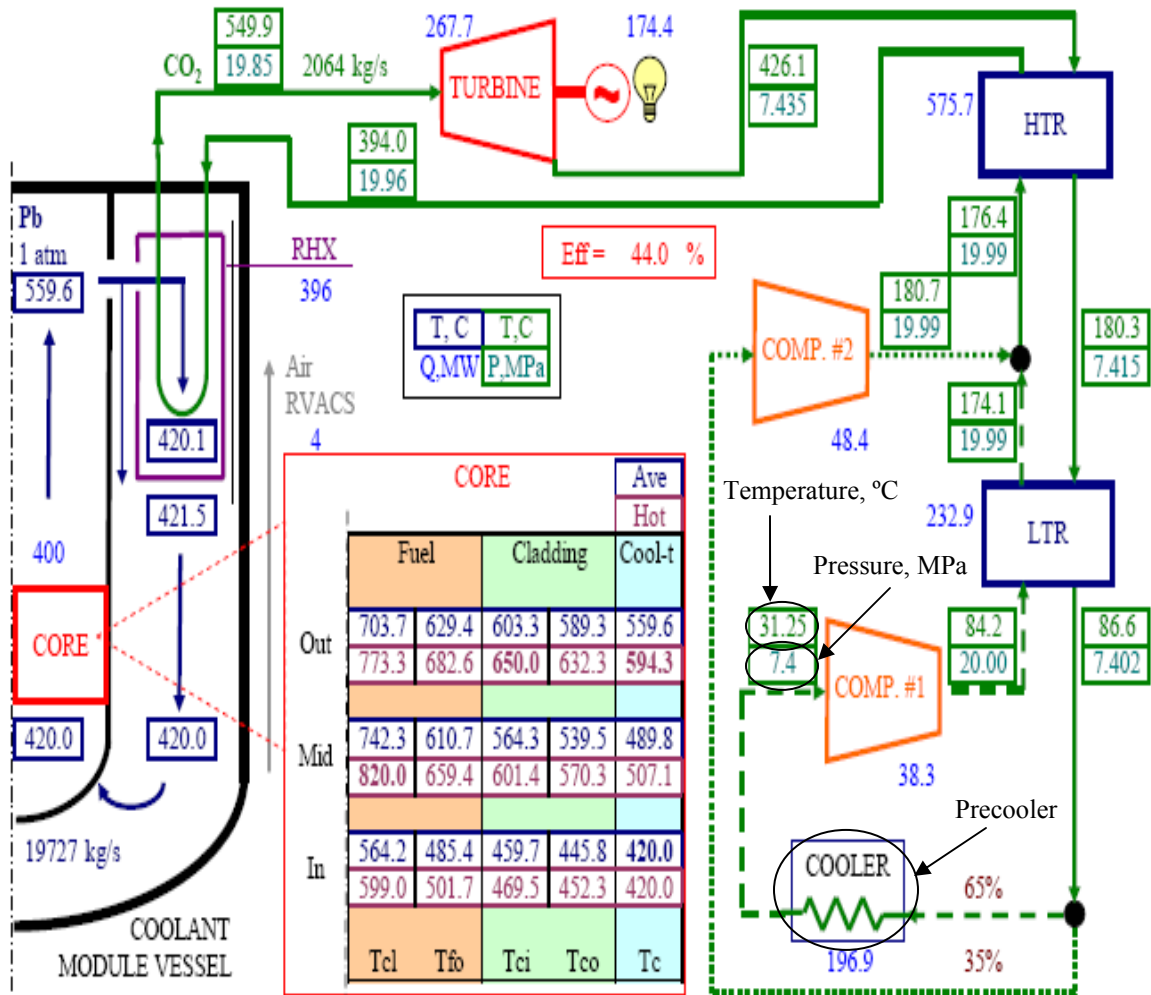 549.9
19.85
CO2
2064 kg/s
267.7
TURBINE
~
174.4
426.1
7.435
575.7
HTR
394.0
19.96
Pb
1 atm
559.6
RHX
396
Eff = 44.0 %
176.4
19.99
180.7
19.99
COMP. #2
48.4
180.3
7.415
T, C T,C
Q,MW P,MPa
Air
RVACS
4
420.1
421.5
400
CORE
420.0
420.0
19727 kg/s
COOLANT
MODULE VESSEL
174.1
19.99
232.9
LTR
Temperature, ºC
Pressure, MPa
31.25
7.4
COMP. #1
38.3
84.2
20.00
86.6
7.402
Precooler
COOLER
196.9
65%
35%
CORE
Ave
Hot
Fuel Cladding Cool-t
Out
703.7 629.4 603.3 589.3 559.6
773.3 682.6 650.0 632.3 594.3
Mid
742.3 610.7 564.3 539.5 489.8
820.0 659.4 601.4 570.3 507.1
In
564.2 485.4 459.7 445.8 420.0
599.0 501.7 469.5 452.3 420.0
Tcl Tfo Tci Tco Tc